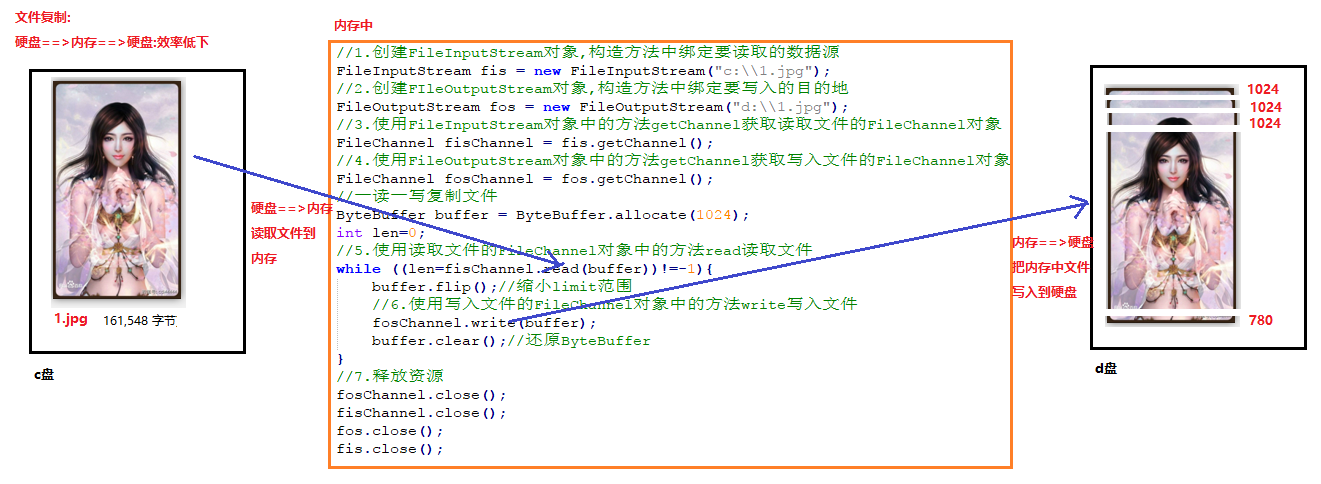 文件复制:
硬盘==>内存==>硬盘:效率低下
1.jpg 161,548 字节
c盘
硬盘==>内存
读取文件到
内存
内存中
//1.创建FileInputStream对象,构造方法中绑定要读取的数据源
FileInputStream fis = new FileInputStream("c:\\1.jpg");
//2.创建FIleOutputStream对象,构造方法中绑定要写入的目的地
FileOutputStream fos = new FileOutputStream("d:\\1.jpg");
//3.使用FileInputStream对象中的方法getChannel获取读取文件的FileChannel对象
FileChannel fisChannel = fis.getChannel();
//4.使用FileOutputStream对象中的方法getChannel获取写入文件的FileChannel对象
FileChannel fosChannel = fos.getChannel();
//一读一写复制文件
ByteBuffer buffer = ByteBuffer.allocate(1024);
int len=0;
//5.使用读取文件的FileChannel对象中的方法read读取文件
while ((len=fisChannel.read(buffer))!=-1){
buffer.flip();//缩小limit范围
//6.使用写入文件的FileChannel对象中的方法write写入文件
fosChannel.write(buffer);
buffer.clear();//还原ByteBuffer
}
//7.释放资源
fosChannel.close();
fisChannel.close();
fos.close();
fis.close();
内存==>硬盘
把内存中文件
写入到硬盘
1024
1024
1024
780
d盘